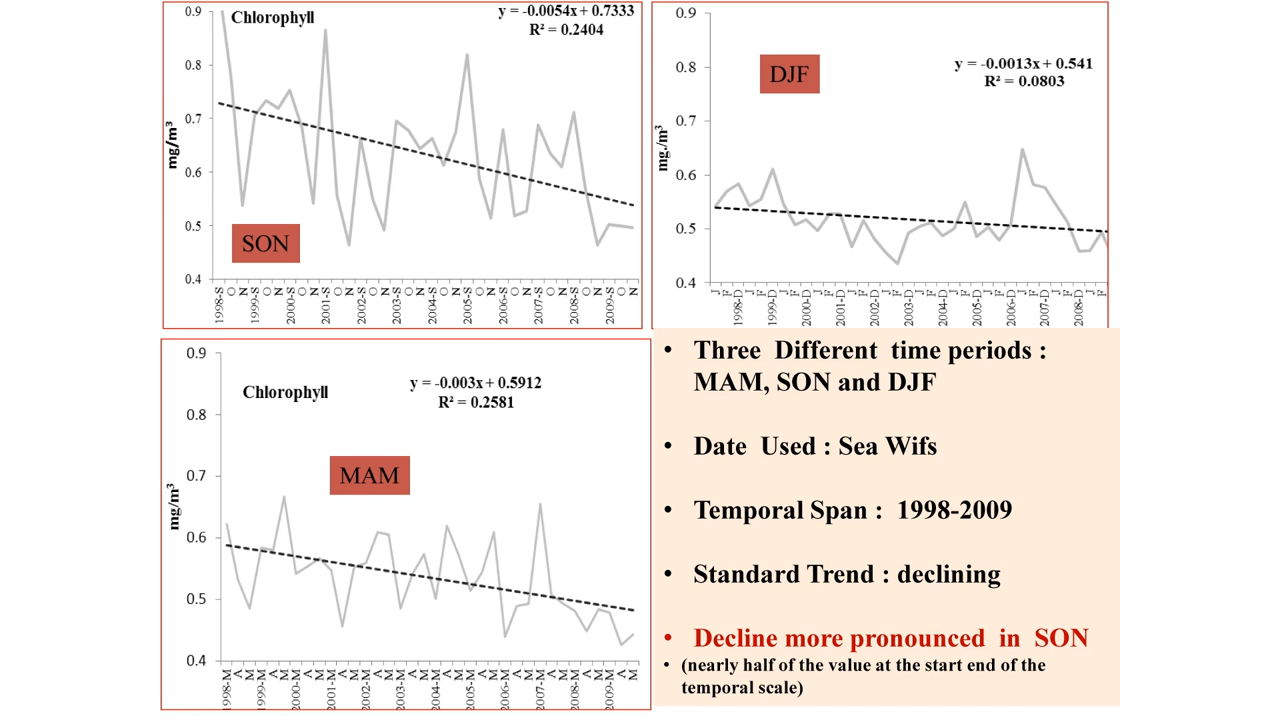 Chlorophyll
y = -0.0054x + 0.7333
R² = 0.2404
0.9
0.8
0.7
0.6
0.5
0.4
mg/m³
SON
1998-S
O
N
1999-S
O
N
2000-S
O
N
2001-S
O
N
2002-S
O
N
2003-S
O
N
2004-S
O
N
2005-S
O
N
2006-S
O
N
2007-S
O
N
2008-S
O
N
2009-S
O
N
DJF
y = -0.0013x + 0.541
R² = 0.0803
0.9
0.8
0.7
0.6
0.5
0.4
mg./m³
J
F
1998-D
J
F
1999-D
J
F
2000-D
J
F
2001-D
J
F
2002-D
J
F
2003-D
J
F
2004-D
J
F
2005-D
J
F
2006-D
J
F
2007-D
J
F
2008-D
J
F
Chlorophyll
y = -0.003x + 0.5912
R² = 0.2581
MAM
0.9
0.8
0.7
0.6
0.5
0.4
mg/m³
1998-M
A
M
1999-M
A
M
2000-M
A
M
2001-M
A
M
2002-M
A
M
2003-M
A
M
2004-M
A
M
2005-M
A
M
2006-M
A
M
2007-M
A
M
2008-M
A
M
2009-M
A
M
• Three Different time periods :
MAM, SON and DJF
• Date Used : Sea Wifs
• Temporal Span : 1998-2009
• Standard Trend : declining
• Decline more pronounced in SON
• (nearly half of the value at the start end of the
temporal scale)